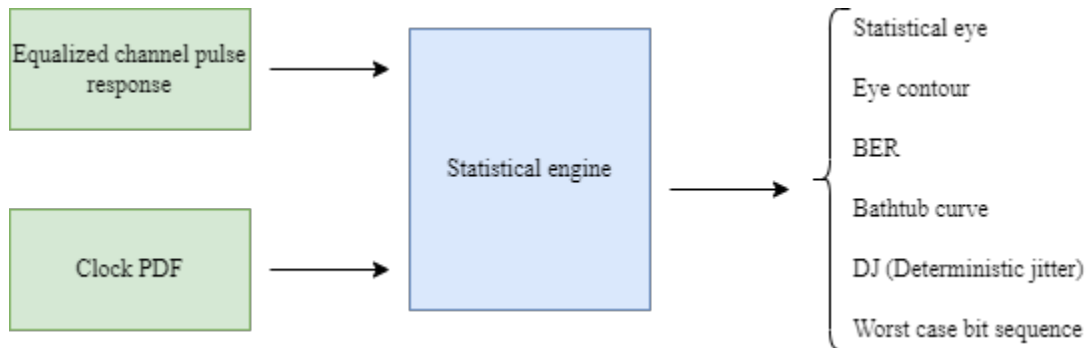 Equalized channel pulse
response
Clock PDF
Statistical engine
Statistical eye
Eye contour
BER
Bathtub curve
DJ (Deterministic jitter)
Worst case bit sequence